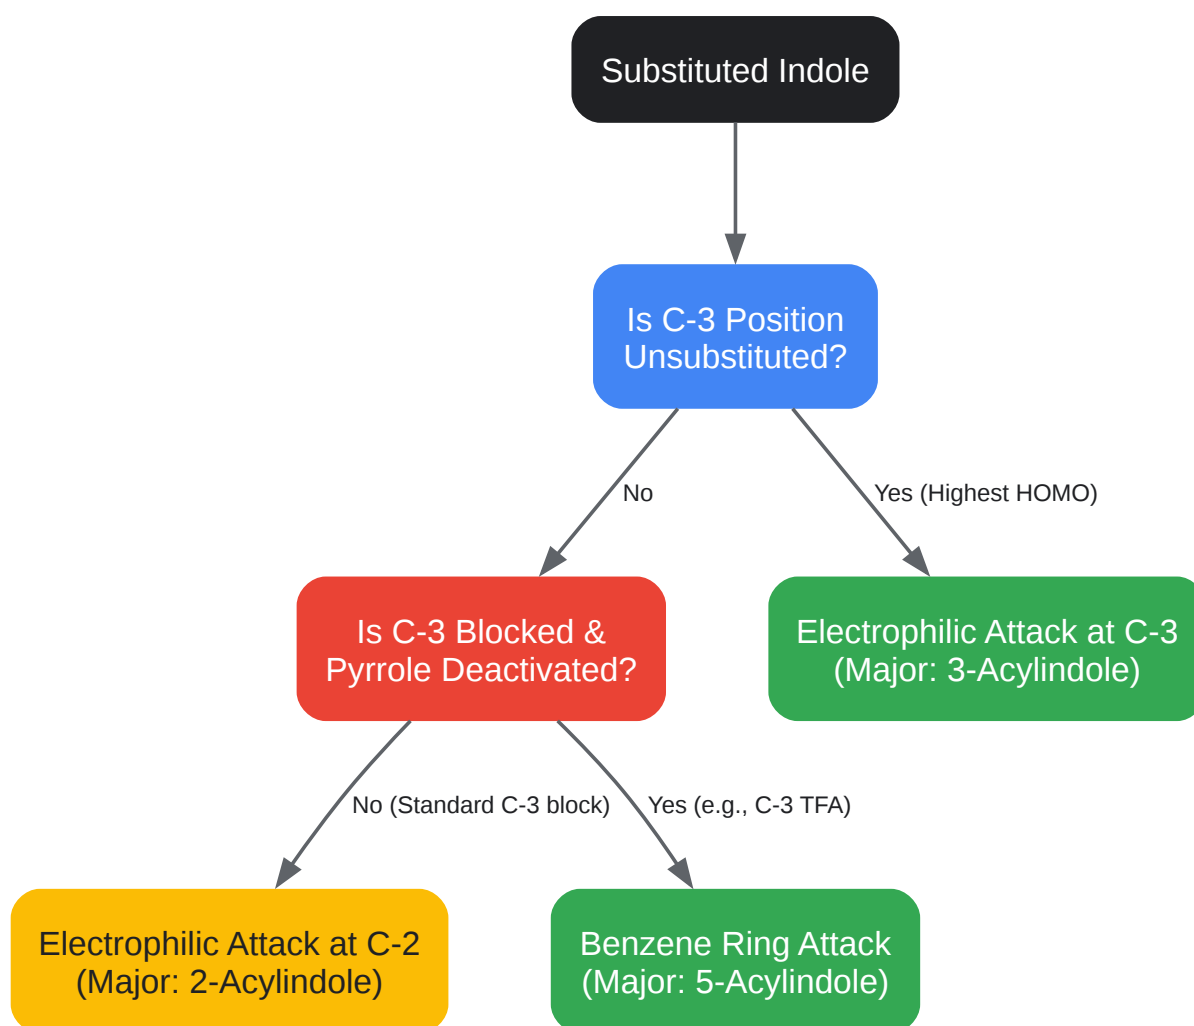 Substituted Indole
Is C-3 Position
Unsubstituted?
No
Yes (Highest HOMO)
Is C-3 Blocked &
Pyrrole Deactivated?
Electrophilic Attack at C-3
(Major: 3-Acylindole)
No (Standard C-3 block)
Yes (e.g., C-3 TFA)
Electrophilic Attack at C-2
(Major: 2-Acylindole)
Benzene Ring Attack
(Major: 5-Acylindole)